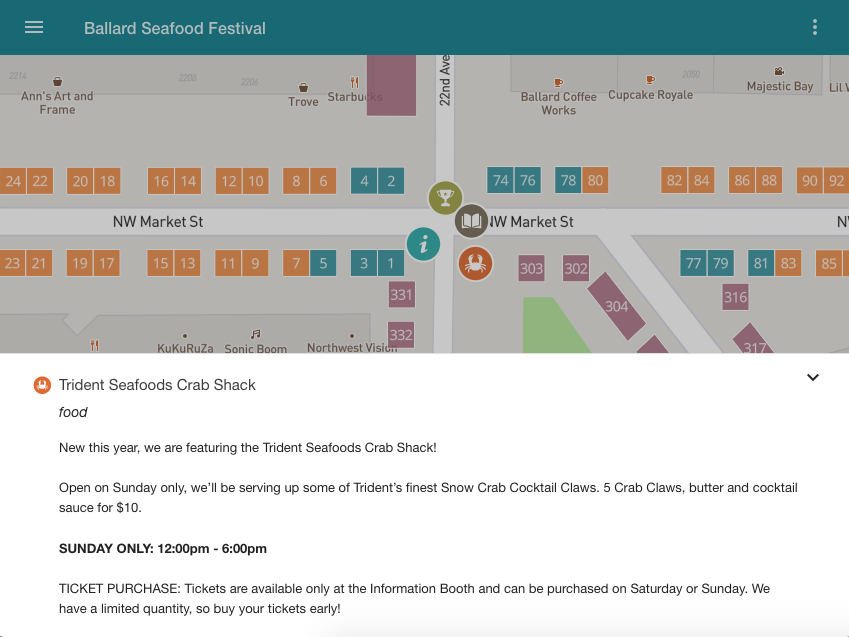 Ballard Seafood Festival
2214
2208
2206
2050
22nd Ave
Ann's Art and
Frame
Trove
Starbucks
Ballard Coffee
Works
Cupcake Royale
Majestic Bay
Lil W
24 22 20 18 16 14 12 10 8 6 4 2
74 76 78 80 82 84 86 88 90 92
NW Market St
NW Market St
i
23 21 19 17 15 13 11 9 7 5 3 1
303 302
77 79 81 83 85
331
304
316
332
317
KuKuRuZa
Sonic Boom
Northwest Vision
Trident Seafoods Crab Shack
food
New this year, we are featuring the Trident Seafoods Crab Shack!
Open on Sunday only, we'll be serving up some of Trident's finest Snow Crab Cocktail Claws. 5 Crab Claws, butter and cocktail
sauce for $10.
SUNDAY ONLY: 12:00pm - 6:00pm
TICKET PURCHASE: Tickets are available only at the Information Booth and can be purchased on Saturday or Sunday. We
have a limited quantity, so buy your tickets early!